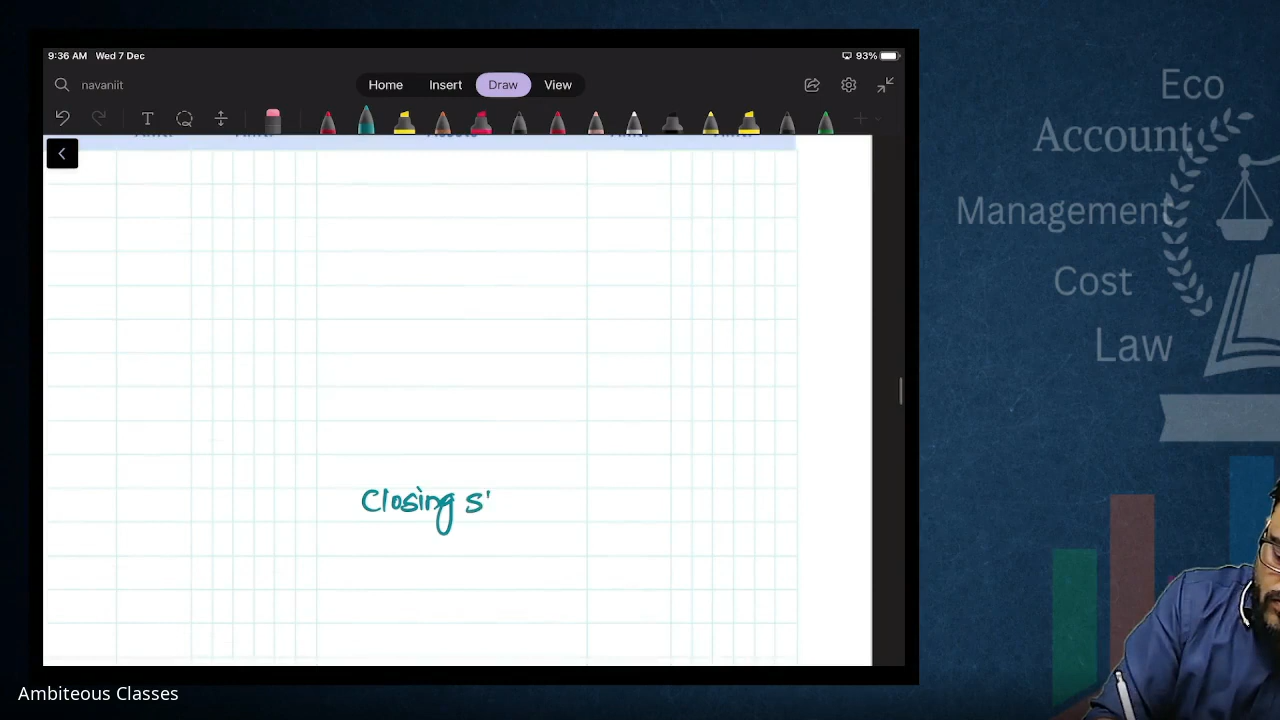 9:36 AM Wed 7 Dec
93%
navaniit
Home Insert Draw View
Closing S'
Eco
Account
Management
Cost
Law
Ambiteous Classes